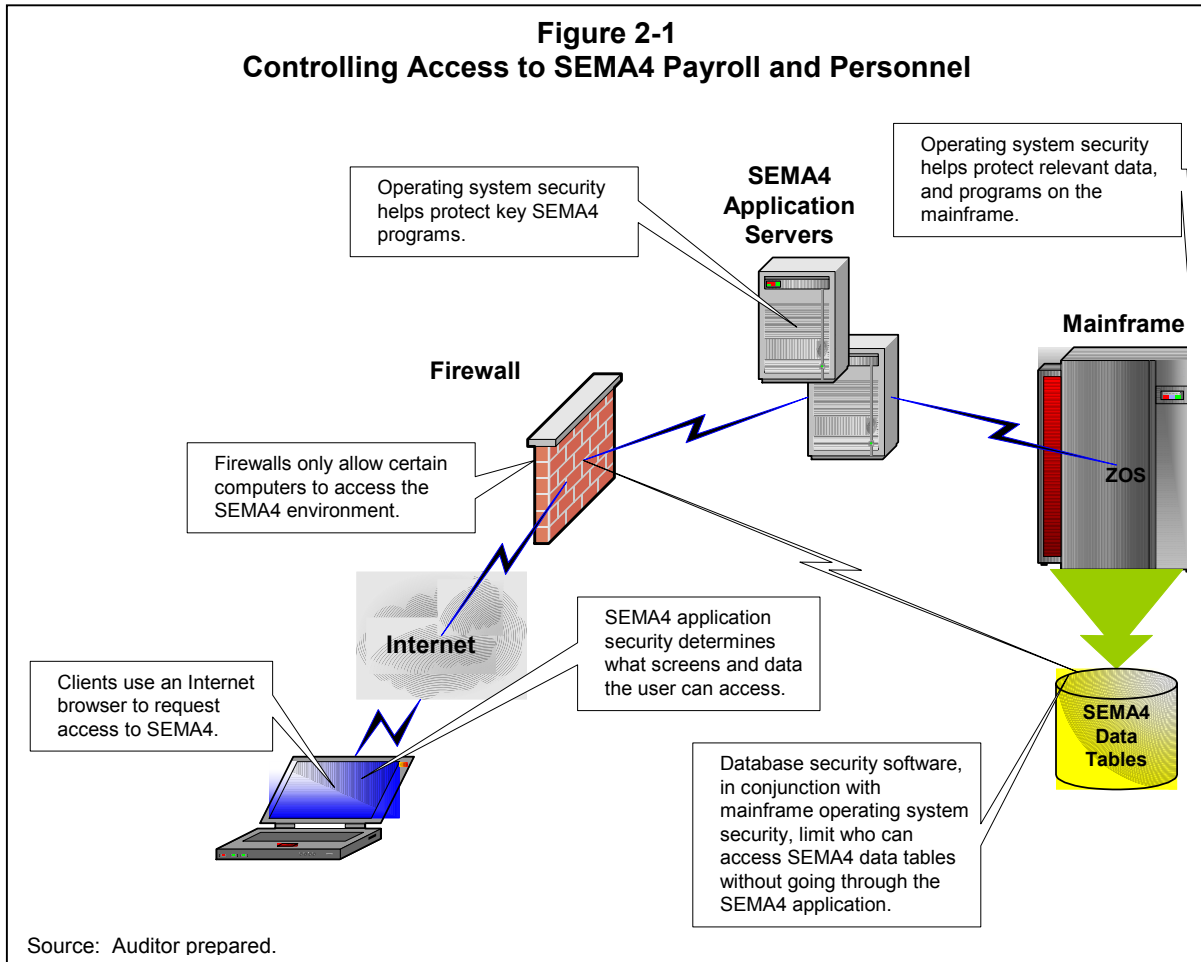 Figure 2-1
Controlling Access to SEMA4 Payroll and Personnel
Operating system security
helps protect relevant data,
and programs on the
mainframe.
Operating system security
helps protect key SEMA4
programs.
SEMA4
Application
Servers
Mainframe
Firewall
ZOS
Firewalls only allow certain
computers to access the
SEMA4 environment.
Internet
SEMA4 application
security determines
what screens and data
the user can access.
Clients use an Internet
browser to request
access to SEMA4.
SEMA4
Data
Tables
Database security software,
in conjunction with
mainframe operating system
security, limit who can
access SEMA4 data tables
without going through the
SEMA4 application.
Source: Auditor prepared.